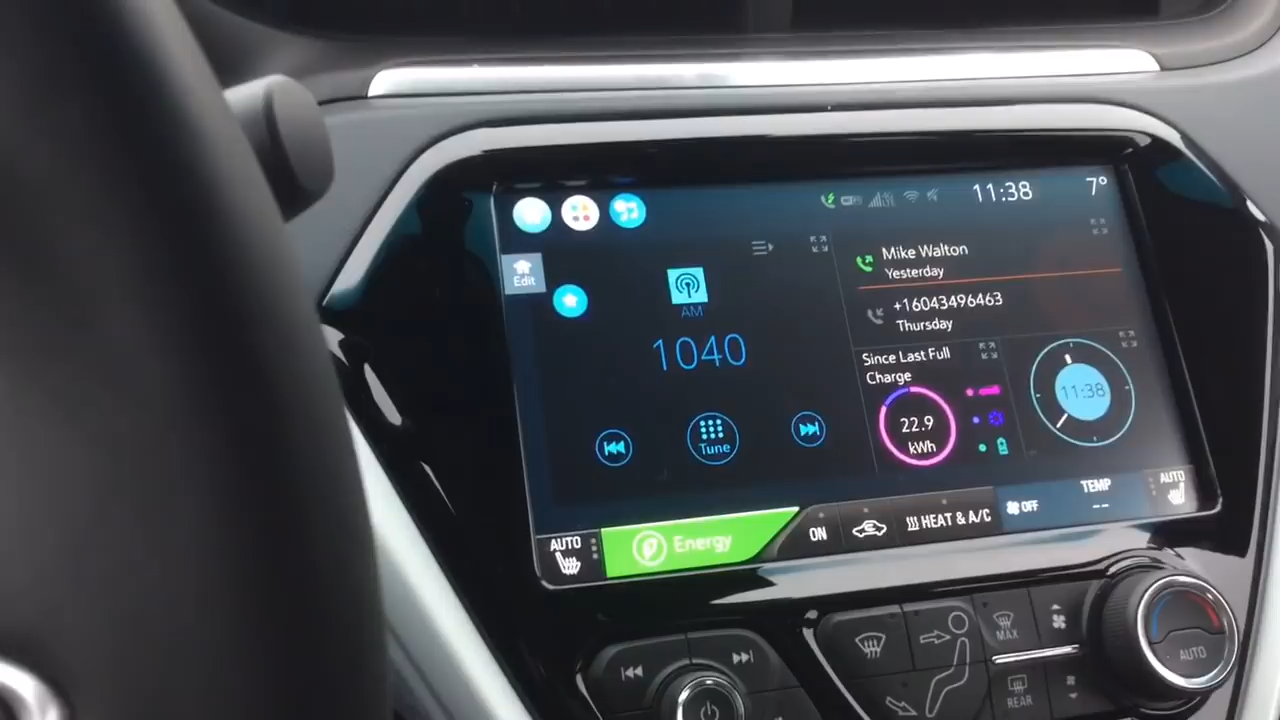 11:38
7°
Edit
AM
1040
Tune
Mike Walton
Yesterday
+16043496463
Thursday
Since Last Full
Charge
22.9
kWh
11:38
AUTO
Energy
ON
HEAT & A/C
OFF
TEMP
--
AUTO
MAX
REAR
AUTO